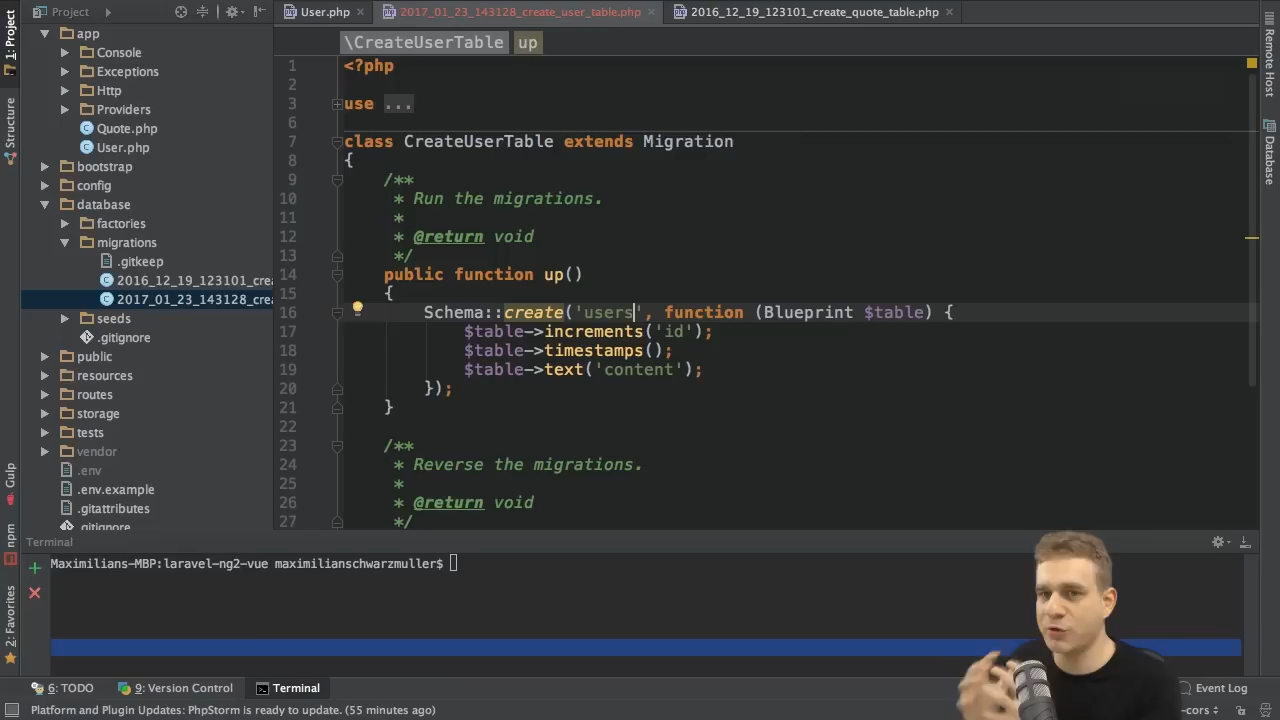 Project
User.php
2017_01_23_143128_create_user_table.php
2016_12_19_123101_create_quote_table.php
1: Project
Structure
Gulp
npm
2: Favorites
Remote Host
Database
app
Console
Exceptions
Http
Providers
Quote.php
User.php
bootstrap
config
database
factories
migrations
.gitkeep
2016_12_19_123101_crea
2017_01_23_143128_crea
seeds
.gitignore
public
resources
routes
storage
tests
vendor
.env
.env.example
.gitattributes
.gitignore
\CreateUserTable up
1 <?php
2
3 use ...
6
7 class CreateUserTable extends Migration
8 {
9 /**
10 * Run the migrations.
11 *
12 * @return void
13 */
14 public function up()
15 {
16 Schema::create('users', function (Blueprint $table) {
17 $table->increments('id');
18 $table->timestamps();
19 $table->text('content');
20 });
21 }
22
23 /**
24 * Reverse the migrations.
25 *
26 * @return void
27 */
Terminal
Maximilians-MBP:laravel-ng2-vue maximilianschwarzmuller$
6: TODO
9: Version Control
Terminal
Event Log
Platform and Plugin Updates: PhpStorm is ready to update. (55 minutes ago)
-cors